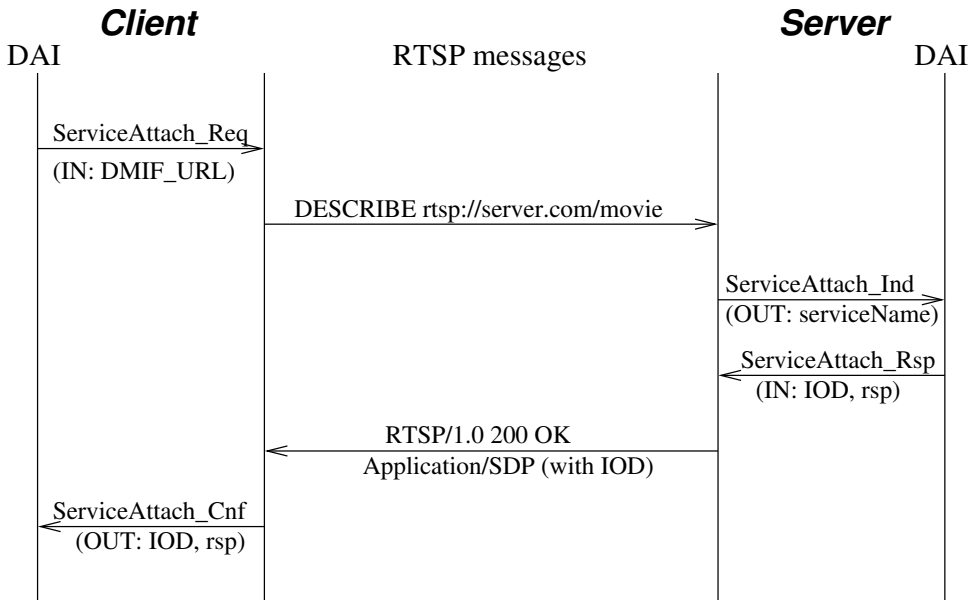 Client
Server
DAI
RTSP messages
DAI
ServiceAttach_Req
(IN: DMIF_URL)
DESCRIBE rtsp://server.com/movie
ServiceAttach_Ind
(OUT: serviceName)
ServiceAttach_Rsp
(IN: IOD, rsp)
RTSP/1.0 200 OK
Application/SDP (with IOD)
ServiceAttach_Cnf
(OUT: IOD, rsp)